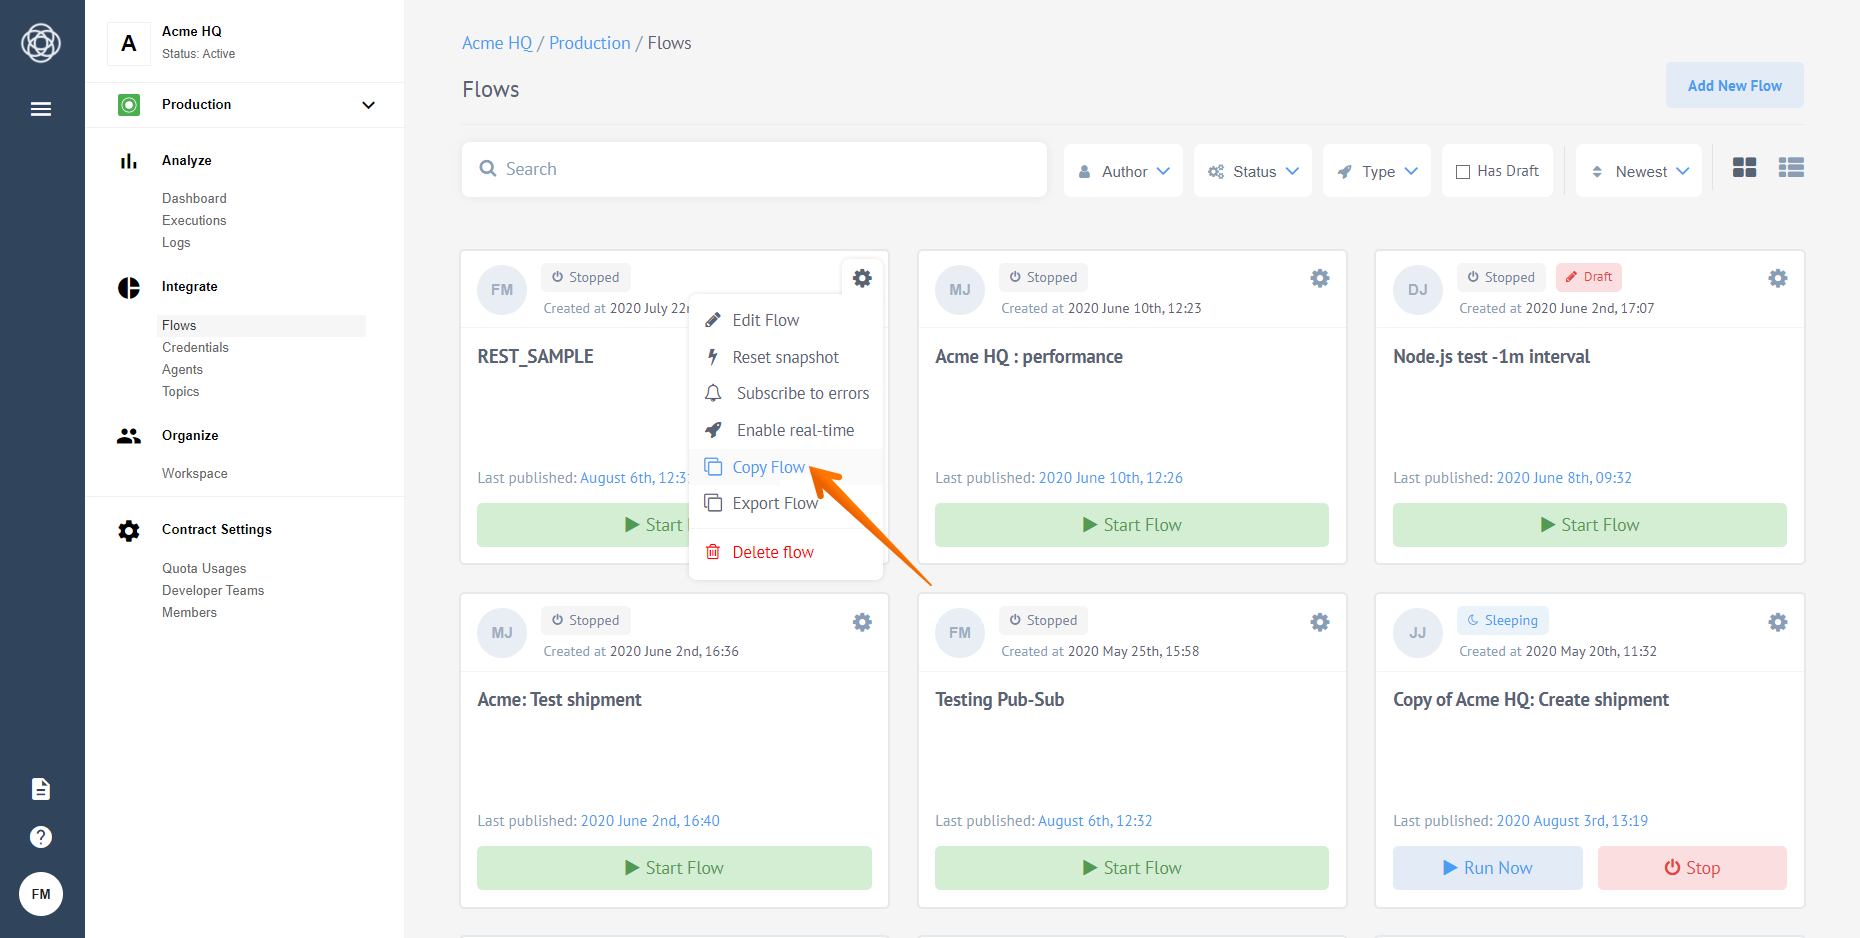 A
Acme HQ
Status: Active
Production
Analyze
Dashboard
Executions
Logs
Integrate
Flows
Credentials
Agents
Topics
Organize
Workspace
Contract Settings
Quota Usages
Developer Teams
Members
?
FM
Acme HQ / Production / Flows
Flows
Add New Flow
Search
Author
Status
Type
Has Draft
Newest
FM
Stopped
Created at 2020 July
REST_SAMPLE
Last published: August 6th,
Start
Edit Flow
Reset snapshot
Subscribe to errors
Enable real-time
Copy Flow
Export Flow
Delete flow
MJ
Stopped
Created at 2020 June 10th, 12:23
Acme HQ : performance
Last published: 2020 June 10th, 12:26
Start Flow
DJ
Stopped
Draft
Created at 2020 June 2nd, 17:07
Node.js test -1m interval
Last published: 2020 June 8th, 09:32
Start Flow
MJ
Stopped
Created at 2020 June 2nd, 16:36
Acme: Test shipment
Last published: 2020 June 2nd, 16:40
Start Flow
FM
Stopped
Created at 2020 May 25th, 15:58
Testing Pub-Sub
Last published: August 6th, 12:32
Start Flow
JJ
Sleeping
Created at 2020 May 20th, 11:32
Copy of Acme HQ: Create shipment
Last published: 2020 August 3rd, 13:19
Run Now
Stop